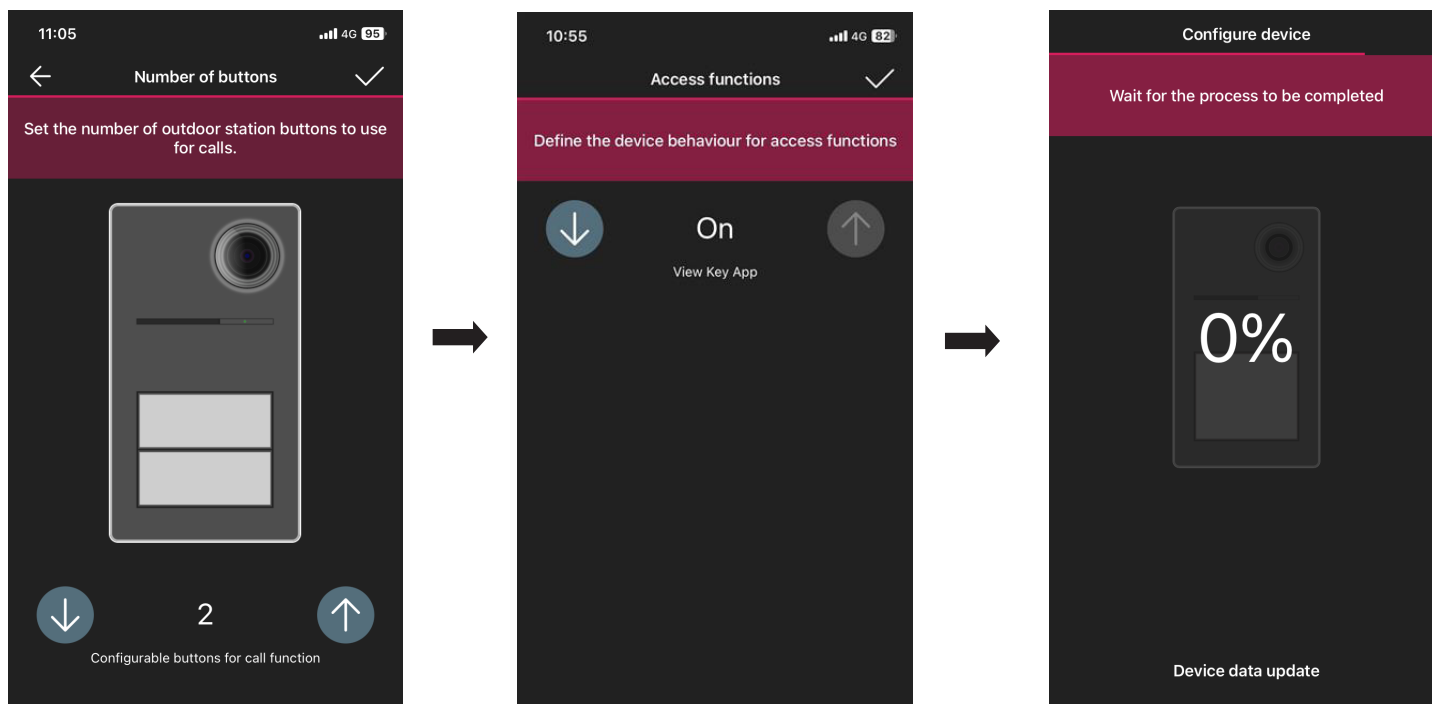 11:05
4G 95
Number of buttons
Set the number of outdoor station buttons to use
for calls.
2
Configurable buttons for call function
10:55
4G 82
Access functions
Define the device behaviour for access functions
On
View Key App
Configure device
Wait for the process to be completed
0%
Device data update